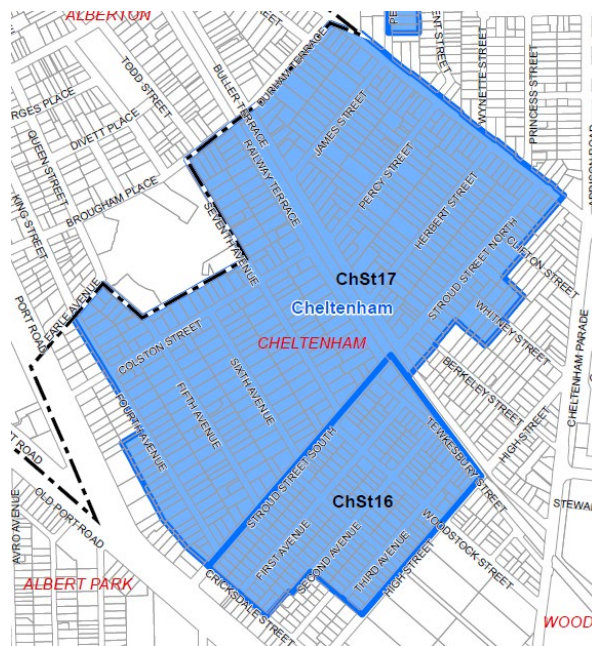 ALBERTON
TODD STREET
BULLER TERRACE
DURHAM TERRACE
WYNETTE STREET
PRINCESS STREET
ADDISON ROAD
DIVETT PLACE
QUEEN STREET
KING STREET
BROUGHAM PLACE
JAMES STREET
RAILWAY TERRACE
PERCY STREET
HERBERT STREET
SEVENTH AVENUE
STROUD STREET NORTH
CLIFTON STREET
ChSt17
Cheltenham
CHELTENHAM
EARLE AVENUE
PORT ROAD
COLSTON STREET
SIXTH AVENUE
FIFTH AVENUE
FOURTH AVENUE
WHITNEY STREET
BERKELEY STREET
HIGH STREET
CHELTENHAM PARADE
TEWKESBURY STREET
STROUD STREET SOUTH
ChSt16
OLD PORT ROAD
AVRO AVENUE
FIRST AVENUE
SECOND AVENUE
THIRD AVENUE
HIGH STREET
WOODSTOCK STREET
CRICKSDALE STREET
ALBERT PARK